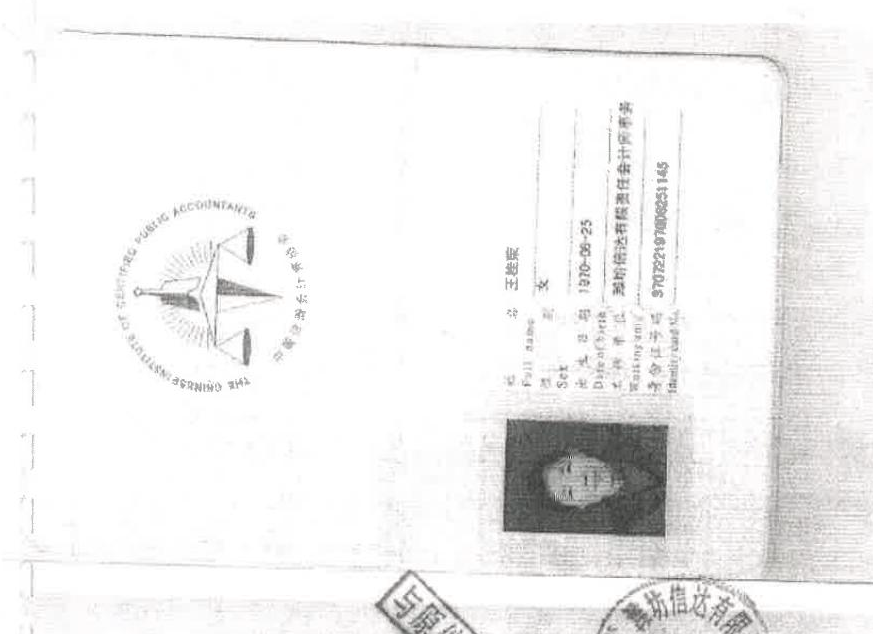 THE CHINESE INSTITUTE OF CERTIFIED PUBLIC ACCOUNTANTS
中国注册会计师协会
姓 名 王桂荣
Full name
性 别 女
Sex
出 生 日 期 1970-06-25
Date of birth
工 作 单 位 潍坊信达有限责任会计师事务
Working unit
身份证号码
Identity card No.
与原件
潍坊信达有限